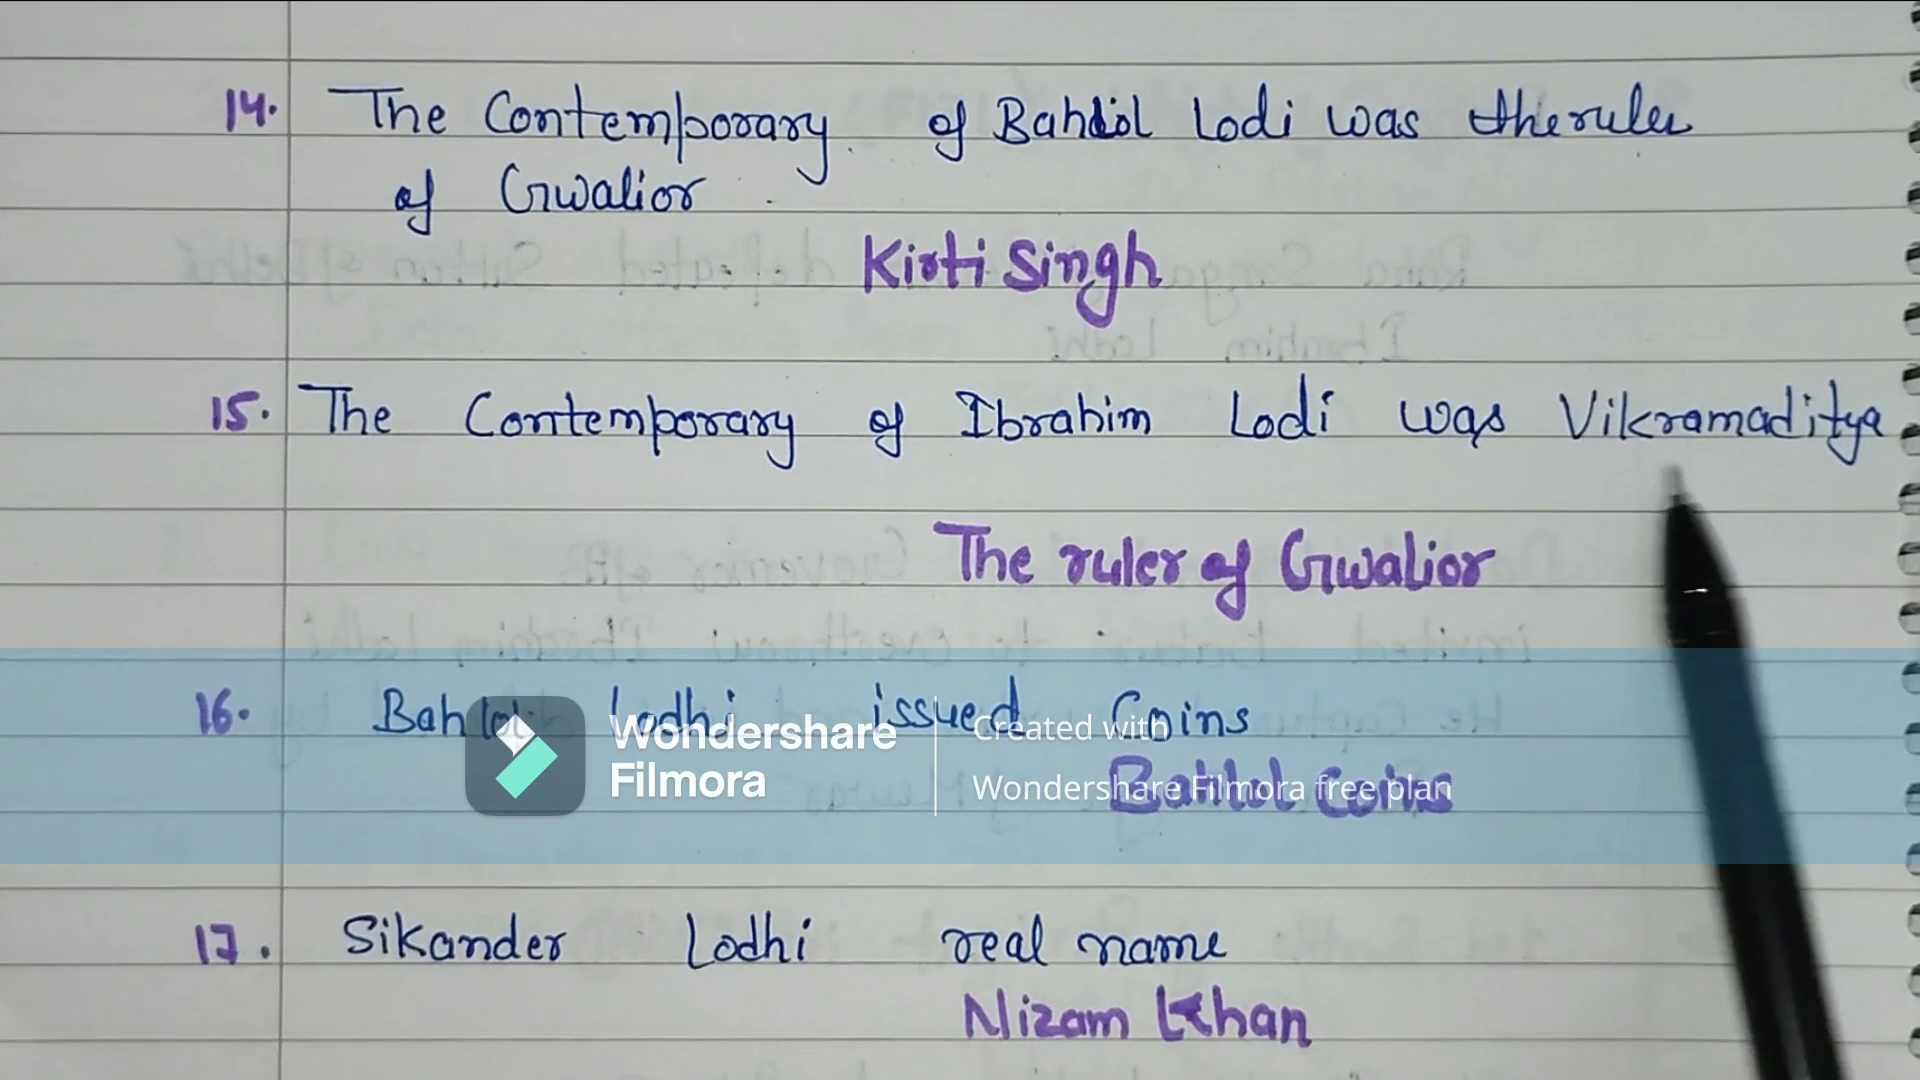 14. The Contemporary of Bahlol Lodi was the ruler
of Gwalior
Kirti Singh
15. The Contemporary of Ibrahim Lodi was Vikramaditya
The ruler of Gwalior
16. Bahlol Lodhi issued Coins
Wondershare
Filmora
Created with
Wondershare Filmora free plan
Bahlol Coins
17. Sikander Lodhi real name
Nizam Khan